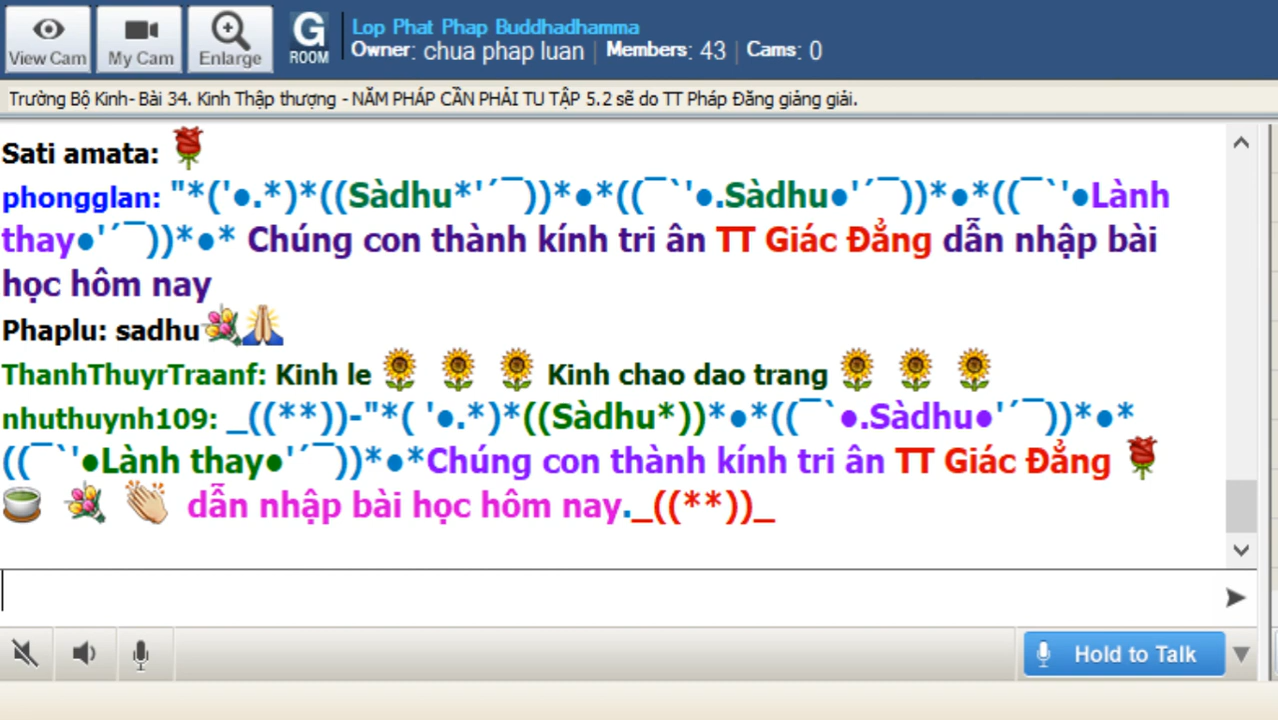 View Cam My Cam Enlarge G ROOM
Lop Phat Phap Buddhadhamma
Owner: chua phap luan | Members: 43 | Cams: 0
Trường Bộ Kinh- Bài 34. Kinh Thập thượng - NĂM PHÁP CẦN PHẢI TU TẬP 5.2 sẽ do TT Pháp Đăng giảng giải.
Sati amata: 🌹
phongglan: "*('●.*)*((Sàdhu*'´¯))*●*((¯`'●.Sàdhu●'´¯))*●*((¯`'●Lành
thay●'´¯))*●* Chúng con thành kính tri ân TT Giác Đẳng dẫn nhập bài
học hôm nay
Phaplu: sadhu💐🙏
ThanhThuyrTraanf: Kinh le 🌻 🌻 🌻 Kinh chao dao trang 🌻 🌻 🌻
nhuthuynh109: _((**))-"*( '●.*)*((Sàdhu*))*●*((¯`●.Sàdhu●'´¯))*●*
((¯`'●Lành thay●'´¯))*●*Chúng con thành kính tri ân TT Giác Đẳng 🌹
🍵 💐 👏 dẫn nhập bài học hôm nay._((**))_
Hold to Talk